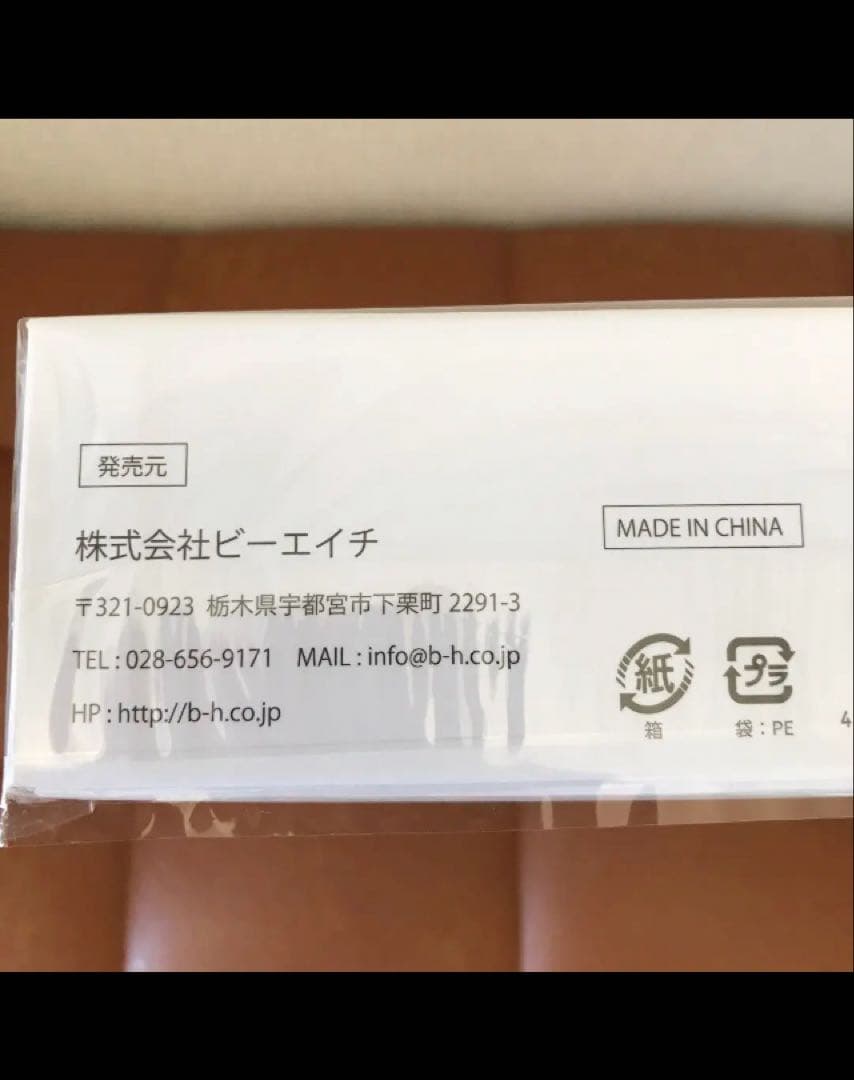 発売元
株式会社ビーエイチ
〒321-0923 栃木県宇都宮市下栗町 2291-3
TEL : 028-656-9171 MAIL : info@b-h.co.jp
HP : http://b-h.co.jp
MADE IN CHINA
紙 プラ
箱 袋：PE
4